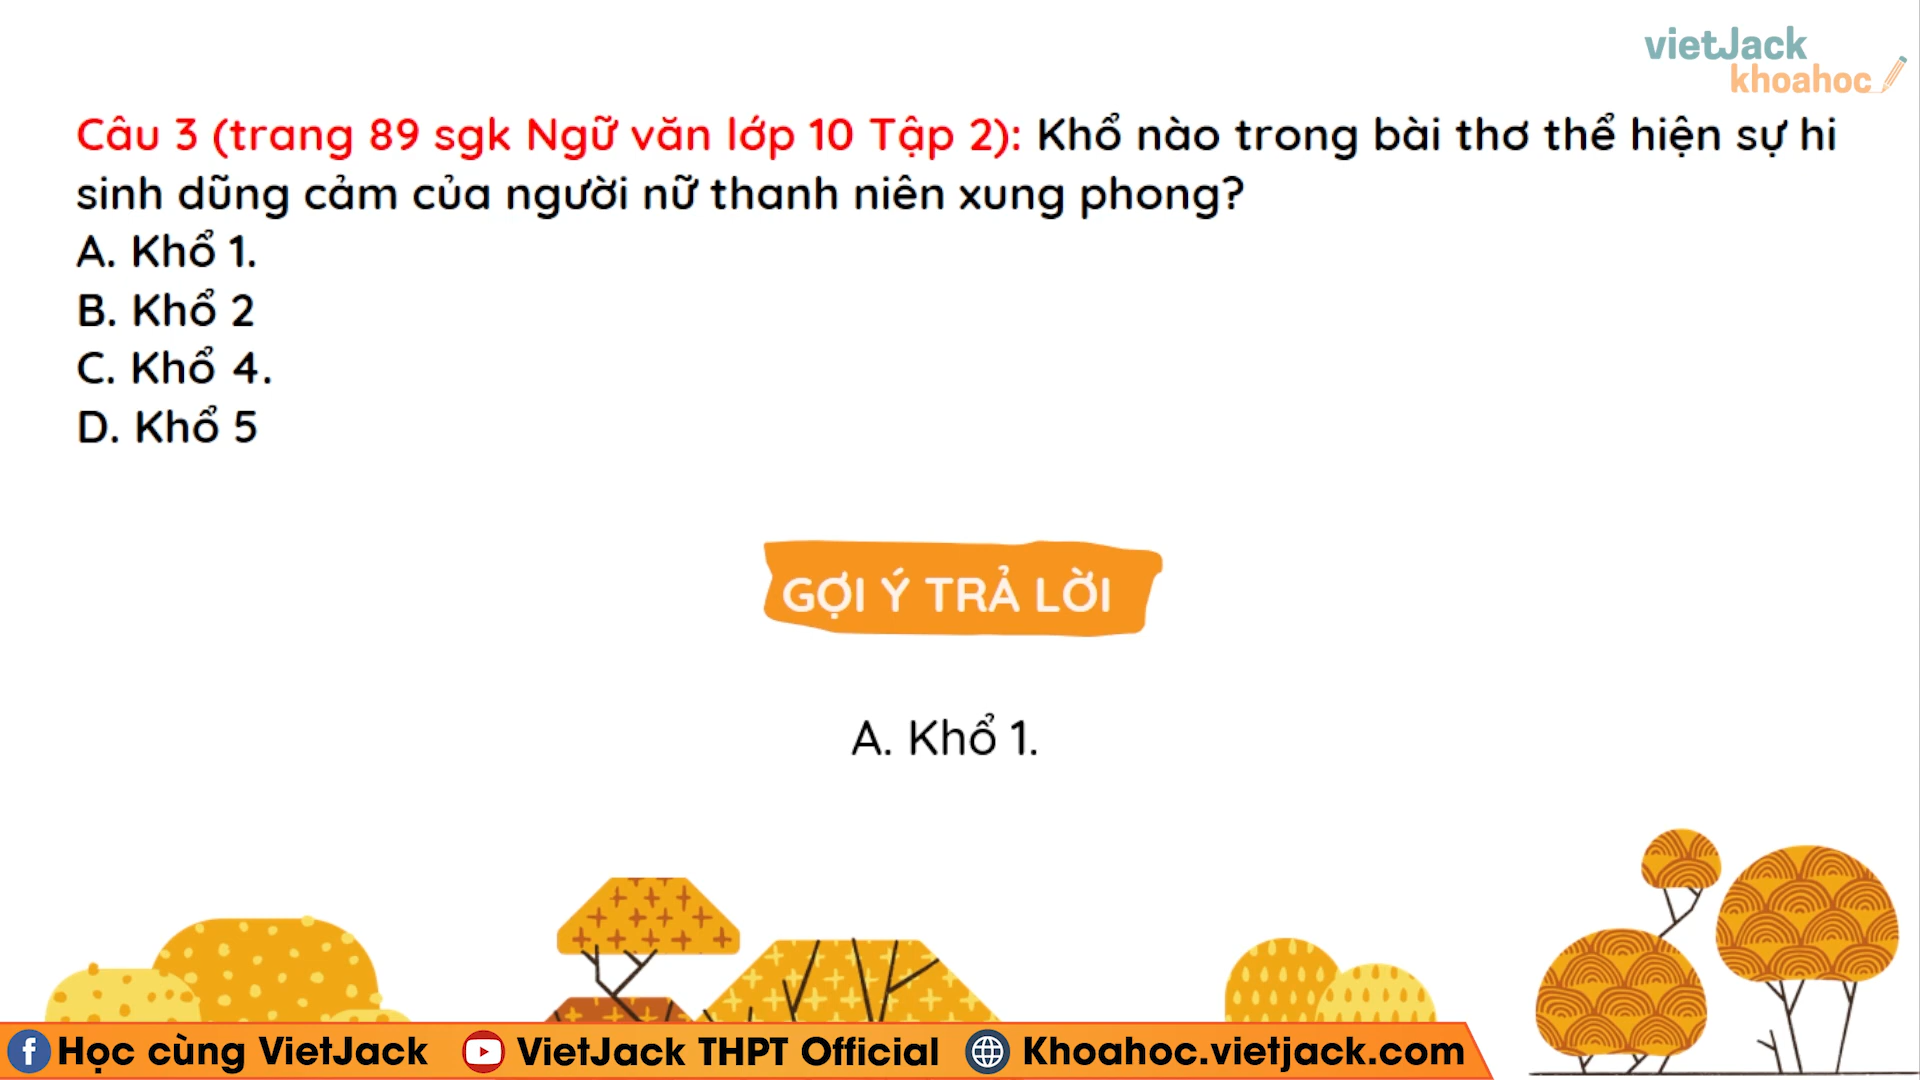 vietJack
khoahoc
Câu 3 (trang 89 sgk Ngữ văn lớp 10 Tập 2): Khổ nào trong bài thơ thể hiện sự hi
sinh dũng cảm của người nữ thanh niên xung phong?
A. Khổ 1.
B. Khổ 2
C. Khổ 4.
D. Khổ 5
GỢI Ý TRẢ LỜI
A. Khổ 1.
Học cùng VietJack VietJack THPT Official Khoahoc.vietjack.com